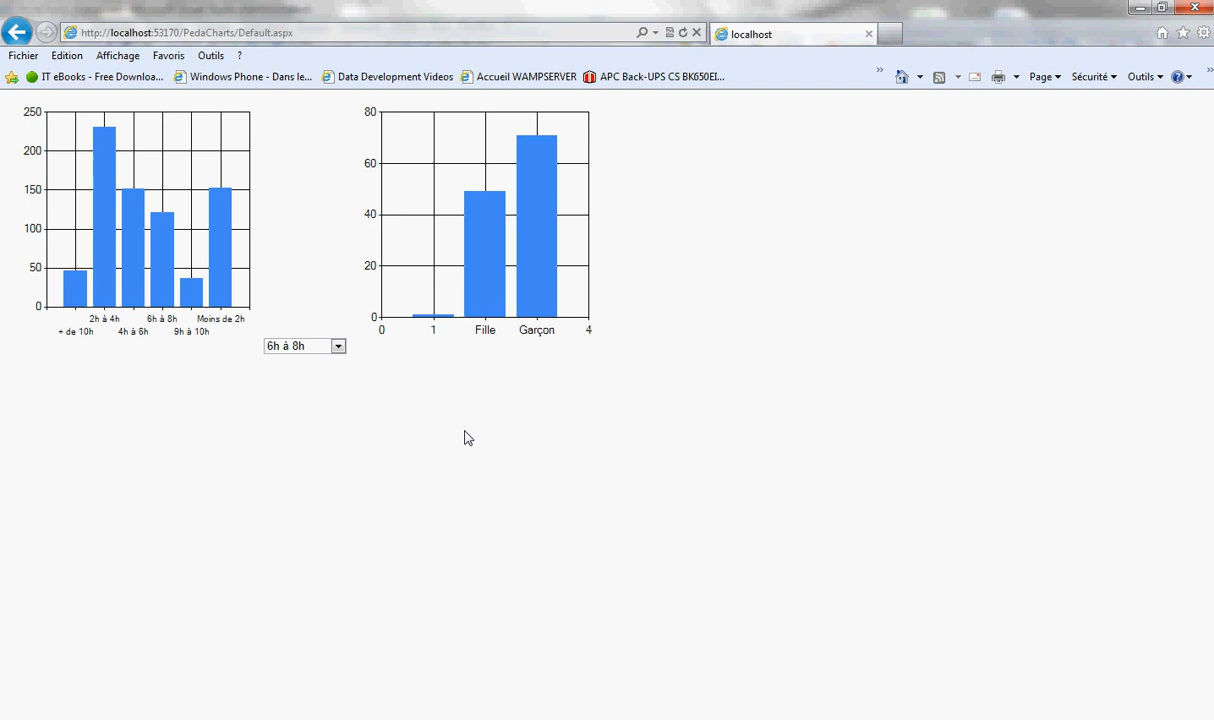 http://localhost:53170/PedaCharts/Default.aspx
localhost
Fichier Edition Affichage Favoris Outils ?
IT eBooks - Free Downloa... Windows Phone - Dans le... Data Development Videos Accueil WAMPSERVER APC Back-UPS CS BK650EI... » Page Sécurité Outils »
250
200
150
100
50
0
2h à 4h 6h à 8h Moins de 2h
+ de 10h 4h à 6h 9h à 10h
6h à 8h
80
60
40
20
0
0 1 Fille Garçon 4